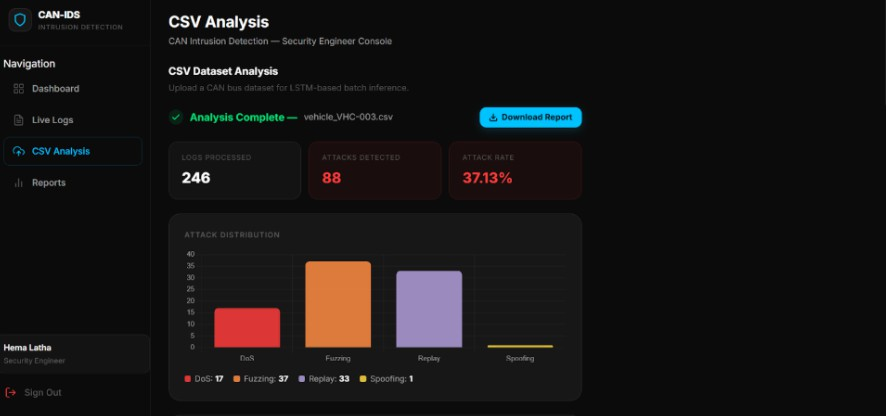 CAN-IDS
INTRUSION DETECTION
Navigation
Dashboard
Live Logs
CSV Analysis
Reports
Hema Latha
Security Engineer
Sign Out
CSV Analysis
CAN Intrusion Detection — Security Engineer Console
CSV Dataset Analysis
Upload a CAN bus dataset for LSTM-based batch inference.
Analysis Complete — vehicle_VHC-003.csv
Download Report
LOGS PROCESSED
246
ATTACKS DETECTED
88
ATTACK RATE
37.13%
ATTACK DISTRIBUTION
40
35
30
25
20
15
10
5
0
DoS Fuzzing Replay Spoofing
DoS: 17 Fuzzing: 37 Replay: 33 Spoofing: 1